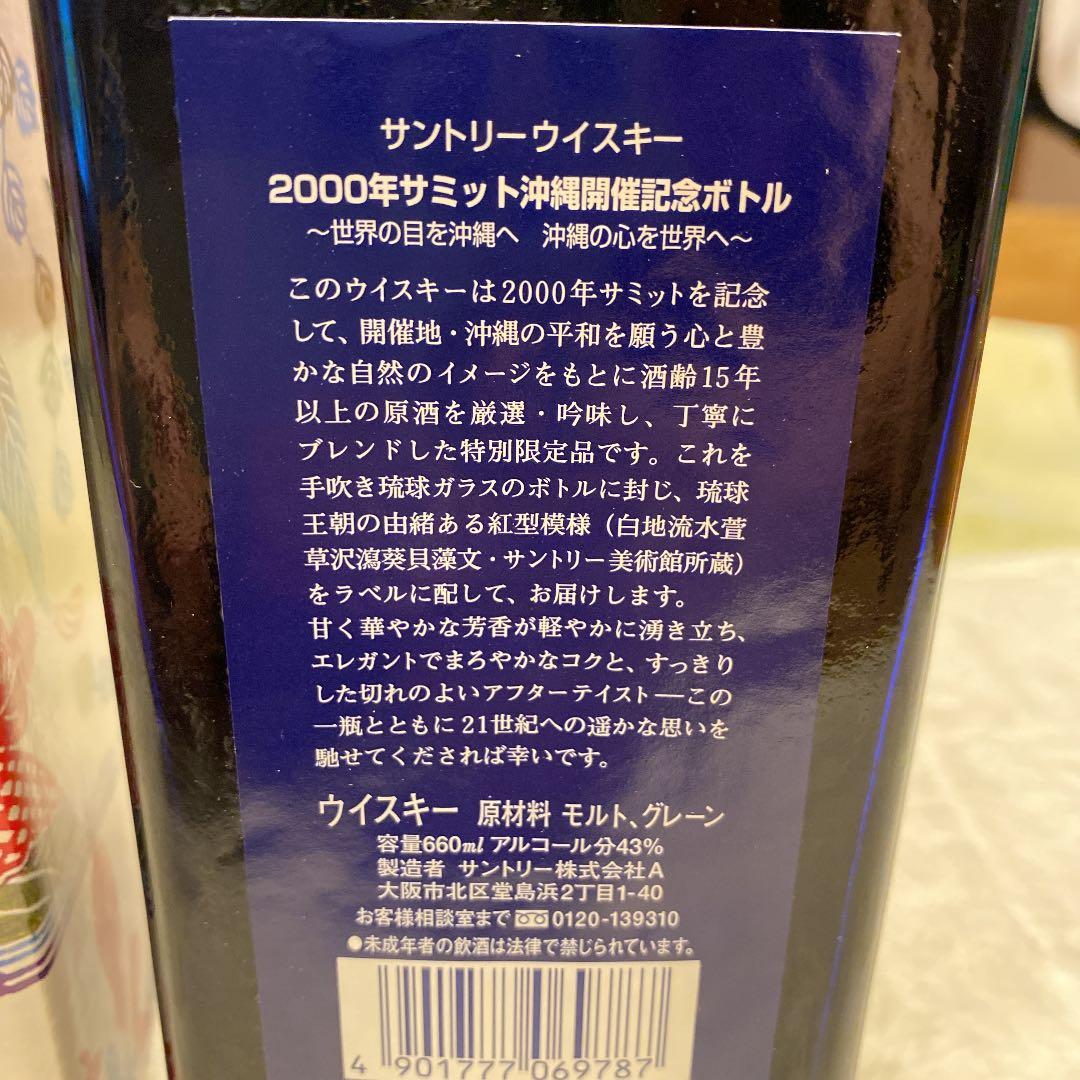 サントリーウイスキー
2000年サミット沖縄開催記念ボトル
～世界の目を沖縄へ　沖縄の心を世界へ～
このウイスキーは2000年サミットを記念
して、開催地・沖縄の平和を願う心と豊
かな自然のイメージをもとに酒齢15年
以上の原酒を厳選・吟味し、丁寧に
ブレンドした特別限定品です。これを
手吹き琉球ガラスのボトルに封じ、琉球
王朝の由緒ある紅型模様（白地流水萱
草沢瀉葵貝藻文・サントリー美術館所蔵）
をラベルに配して、お届けします。
甘く華やかな芳香が軽やかに湧き立ち、
エレガントでまろやかなコクと、すっきり
した切れのよいアフターテイスト──この
一瓶とともに21世紀への遥かな思いを
馳せてくだされば幸いです。
ウイスキー 原材料 モルト、グレーン
容量660ml アルコール分43%
製造者 サントリー株式会社A
大阪市北区堂島浜2丁目1-40
お客様相談室まで 0120-139310
●未成年者の飲酒は法律で禁じられています。
4 901777 069787